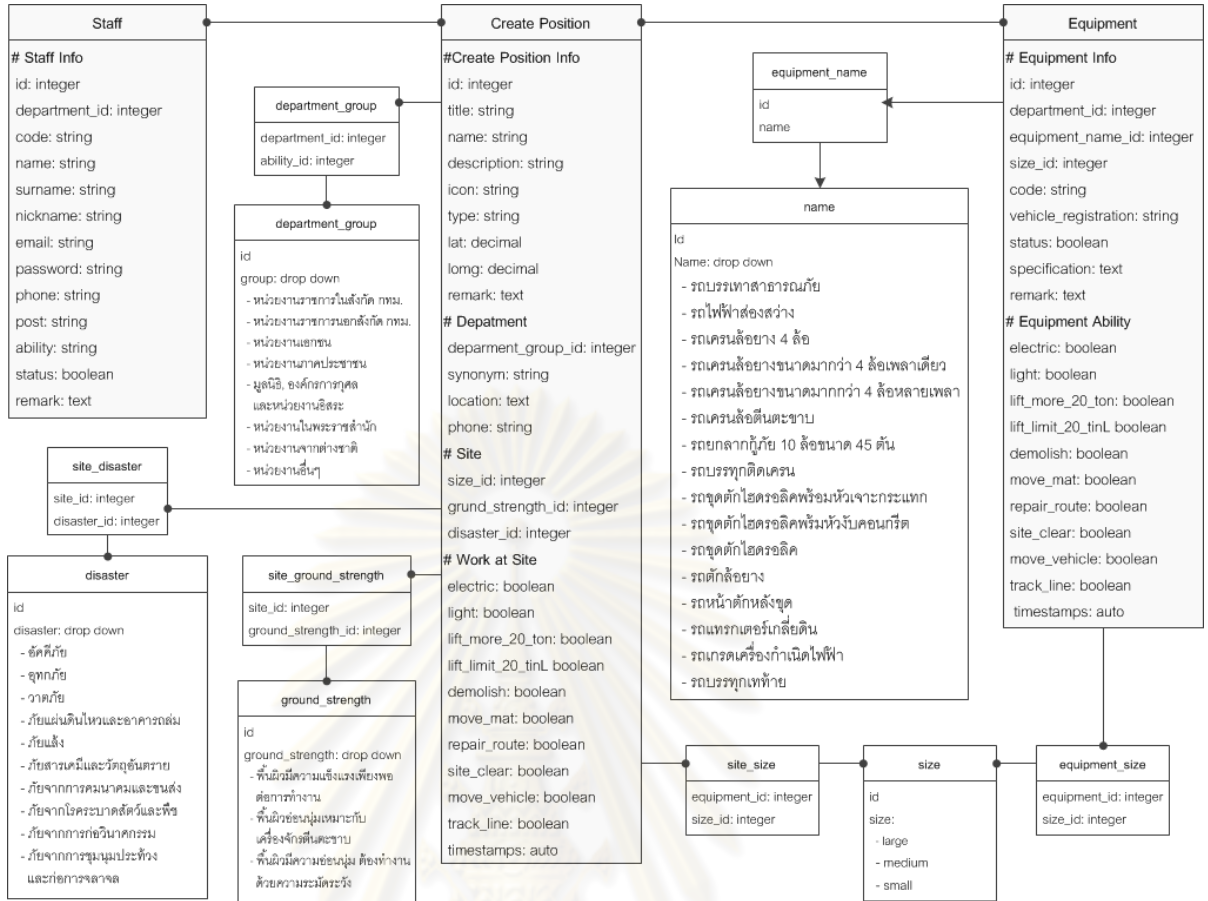 Staff
# Staff Info
id: integer
department_id: integer
code: string
name: string
surname: string
nickname: string
email: string
password: string
phone: string
post: string
ability: string
status: boolean
remark: text
department_group
department_id: integer
ability_id: integer
department_group
id
group: drop down
- หน่วยงานราชการในสังกัด กทม.
- หน่วยงานราชการนอกสังกัด กทม.
- หน่วยงานเอกชน
- หน่วยงานภาคประชาชน
- มูลนิธิ, องค์กรการกุศล
และหน่วยงานอิสระ
- หน่วยงานในพระราชสำนัก
- หน่วยงานจากต่างชาติ
- หน่วยงานอื่นๆ
site_disaster
site_id: integer
disaster_id: integer
disaster
id
disaster: drop down
- อัคคีภัย
- อุทกภัย
- วาตภัย
- ภัยแผ่นดินไหวและอาคารถล่ม
- ภัยแล้ง
- ภัยสารเคมีและวัตถุอันตราย
- ภัยจากการคมนาคมและขนส่ง
- ภัยจากโรคระบาดสัตว์และพืช
- ภัยจากการก่อวินาศกรรม
- ภัยจากการชุมนุมประท้วง
และก่อการจลาจล
site_ground_strength
site_id: integer
ground_strength_id: integer
ground_strength
id
ground_strength: drop down
- พื้นผิวมีความแข็งแรงเพียงพอ
ต่อการทำงาน
- พื้นผิวอ่อนนุ่มเหมาะกับ
เครื่องจักรตีนตะขาบ
- พื้นผิวมีความอ่อนนุ่ม ต้องทำงาน
ด้วยความระมัดระวัง
Create Position
#Create Position Info
id: integer
title: string
name: string
description: string
icon: string
type: string
lat: decimal
lomg: decimal
remark: text
# Depatment
deparment_group_id: integer
synonym: string
location: text
phone: string
# Site
size_id: integer
grund_strength_id: integer
disaster_id: integer
# Work at Site
electric: boolean
light: boolean
lift_more_20_ton: boolean
lift_limit_20_tinL boolean
demolish: boolean
move_mat: boolean
repair_route: boolean
site_clear: boolean
move_vehicle: boolean
track_line: boolean
timestamps: auto
equipment_name
id
name
name
Id
Name: drop down
- รถบรรเทาสาธารณภัย
- รถไฟฟ้าส่องสว่าง
- รถเครนล้อยาง 4 ล้อ
- รถเครนล้อยางขนาดมากว่า 4 ล้อเพลาเดียว
- รถเครนล้อยางขนาดมากกว่า 4 ล้อหลายเพลา
- รถเครนล้อตีนตะขาบ
- รถยกลากกู้ภัย 10 ล้อขนาด 45 ตัน
- รถบรรทุกติดเครน
- รถขุดตักไฮดรอลิคพร้อมหัวเจาะกระแทก
- รถขุดตักไฮดรอลิคพร้มหัวงับคอนกรีต
- รถขุดตักไฮดรอลิค
- รถตักล้อยาง
- รถหน้าตักหลังขุด
- รถแทรกเตอร์เกลี่ยดิน
- รถเกรดเครื่องกำเนิดไฟฟ้า
- รถบรรทุกเทท้าย
Equipment
# Equipment Info
id: integer
department_id: integer
equipment_name_id: integer
size_id: integer
code: string
vehicle_registration: string
status: boolean
specification: text
remark: text
# Equipment Ability
electric: boolean
light: boolean
lift_more_20_ton: boolean
lift_limit_20_tinL boolean
demolish: boolean
move_mat: boolean
repair_route: boolean
site_clear: boolean
move_vehicle: boolean
track_line: boolean
timestamps: auto
site_size
equipment_id: integer
size_id: integer
size
id
size:
- large
- medium
- small
equipment_size
equipment_id: integer
size_id: integer